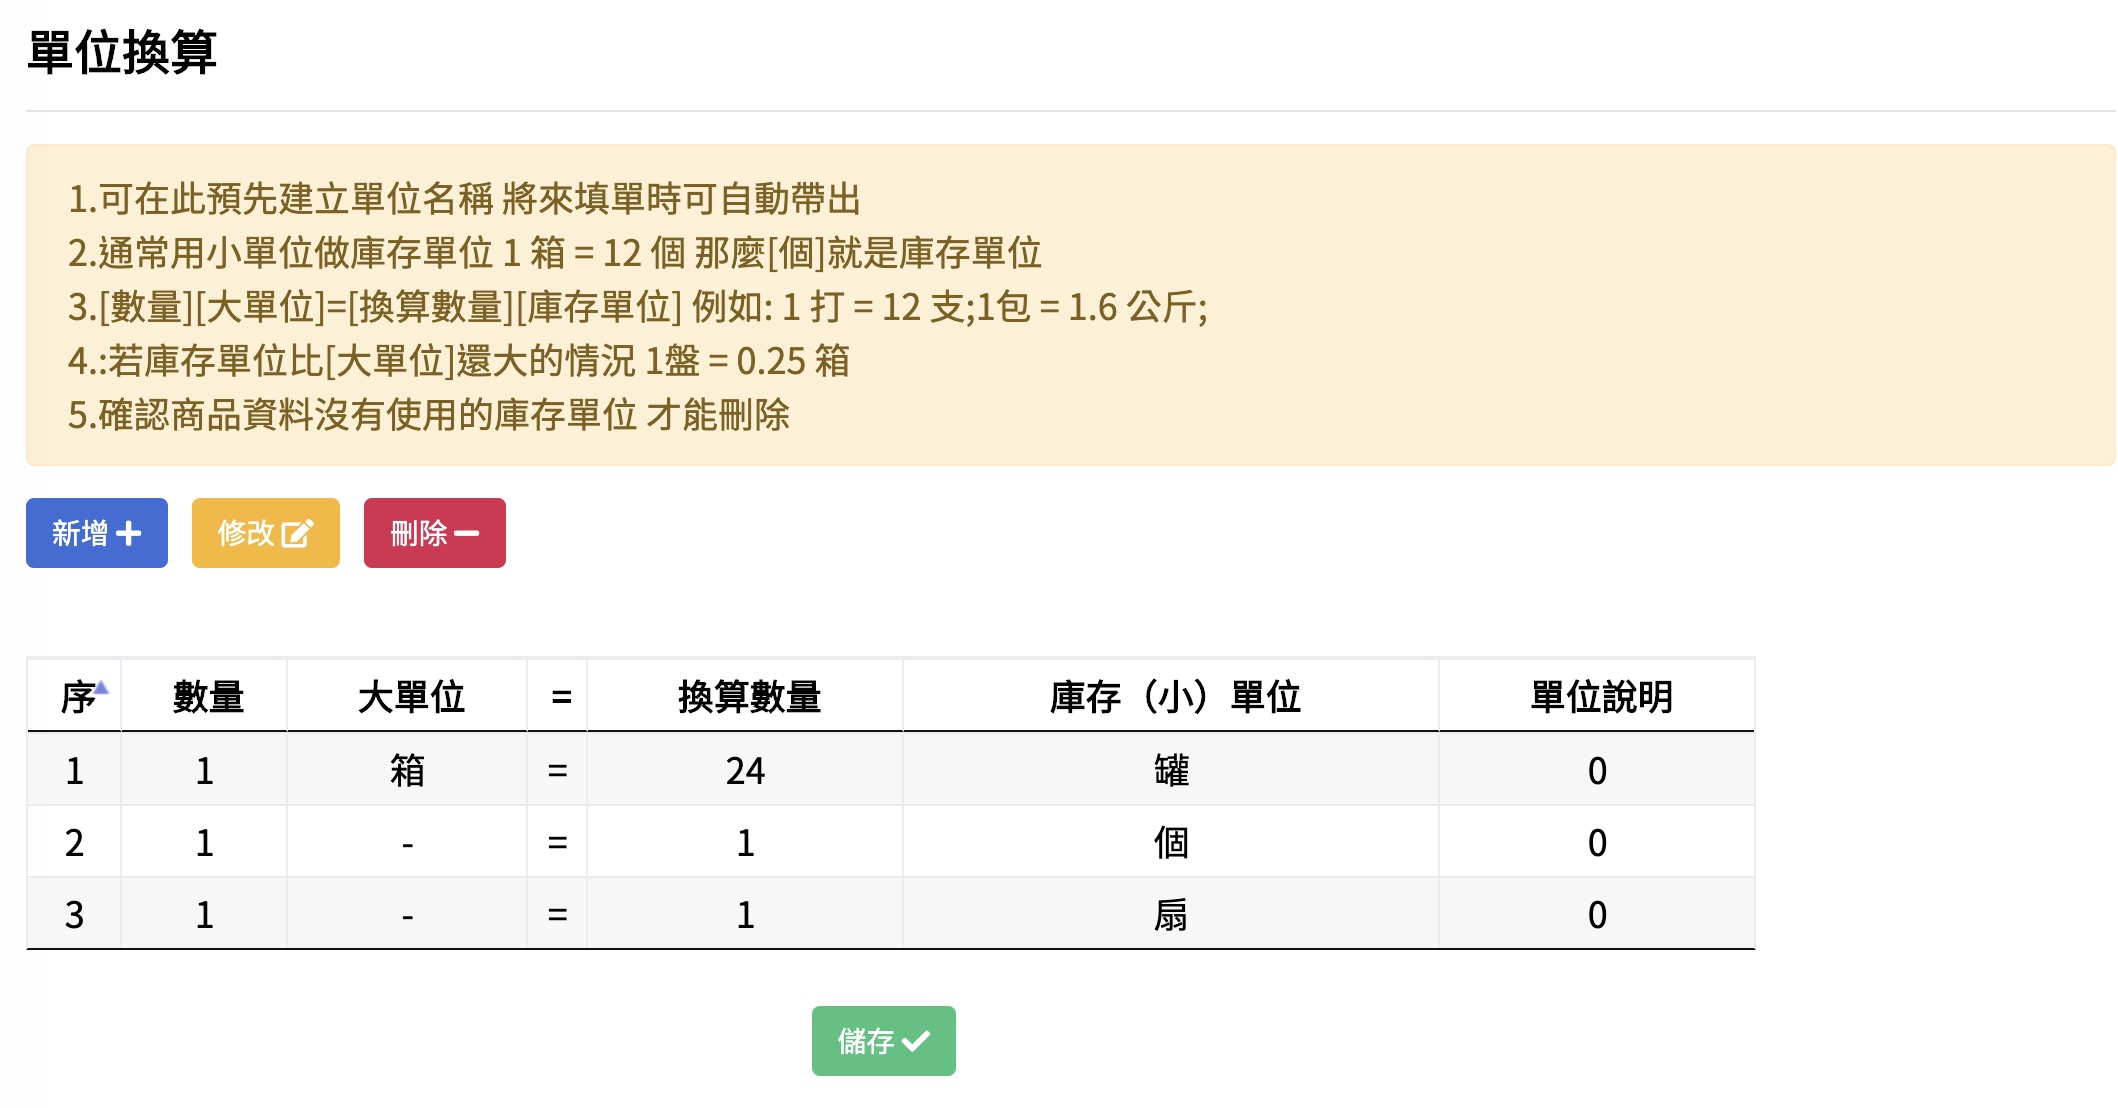 單位換算
1.可在此預先建立單位名稱 將來填單時可自動帶出
2.通常用小單位做庫存單位 1 箱 = 12 個 那麼[個]就是庫存單位
3.[數量][大單位]=[換算數量][庫存單位] 例如: 1 打 = 12 支;1包 = 1.6 公斤;
4.:若庫存單位比[大單位]還大的情況 1盤 = 0.25 箱
5.確認商品資料沒有使用的庫存單位 才能刪除
新增 修改 刪除
序 數量 大單位 = 換算數量 庫存（小）單位 單位說明
1 1 箱 = 24 罐 0
2 1 - = 1 個 0
3 1 - = 1 扇 0
儲存